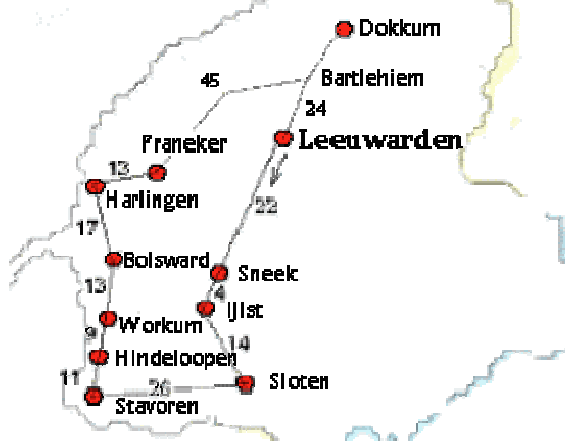 Dokkum
Bartlehiem
45
24
Leeuwarden
Franeker
13
Harlingen
22
17
Bolsward
Sneek
13
4
IJlst
Workum
9
14
Hindeloopen
11
26
Sloten
Stavoren